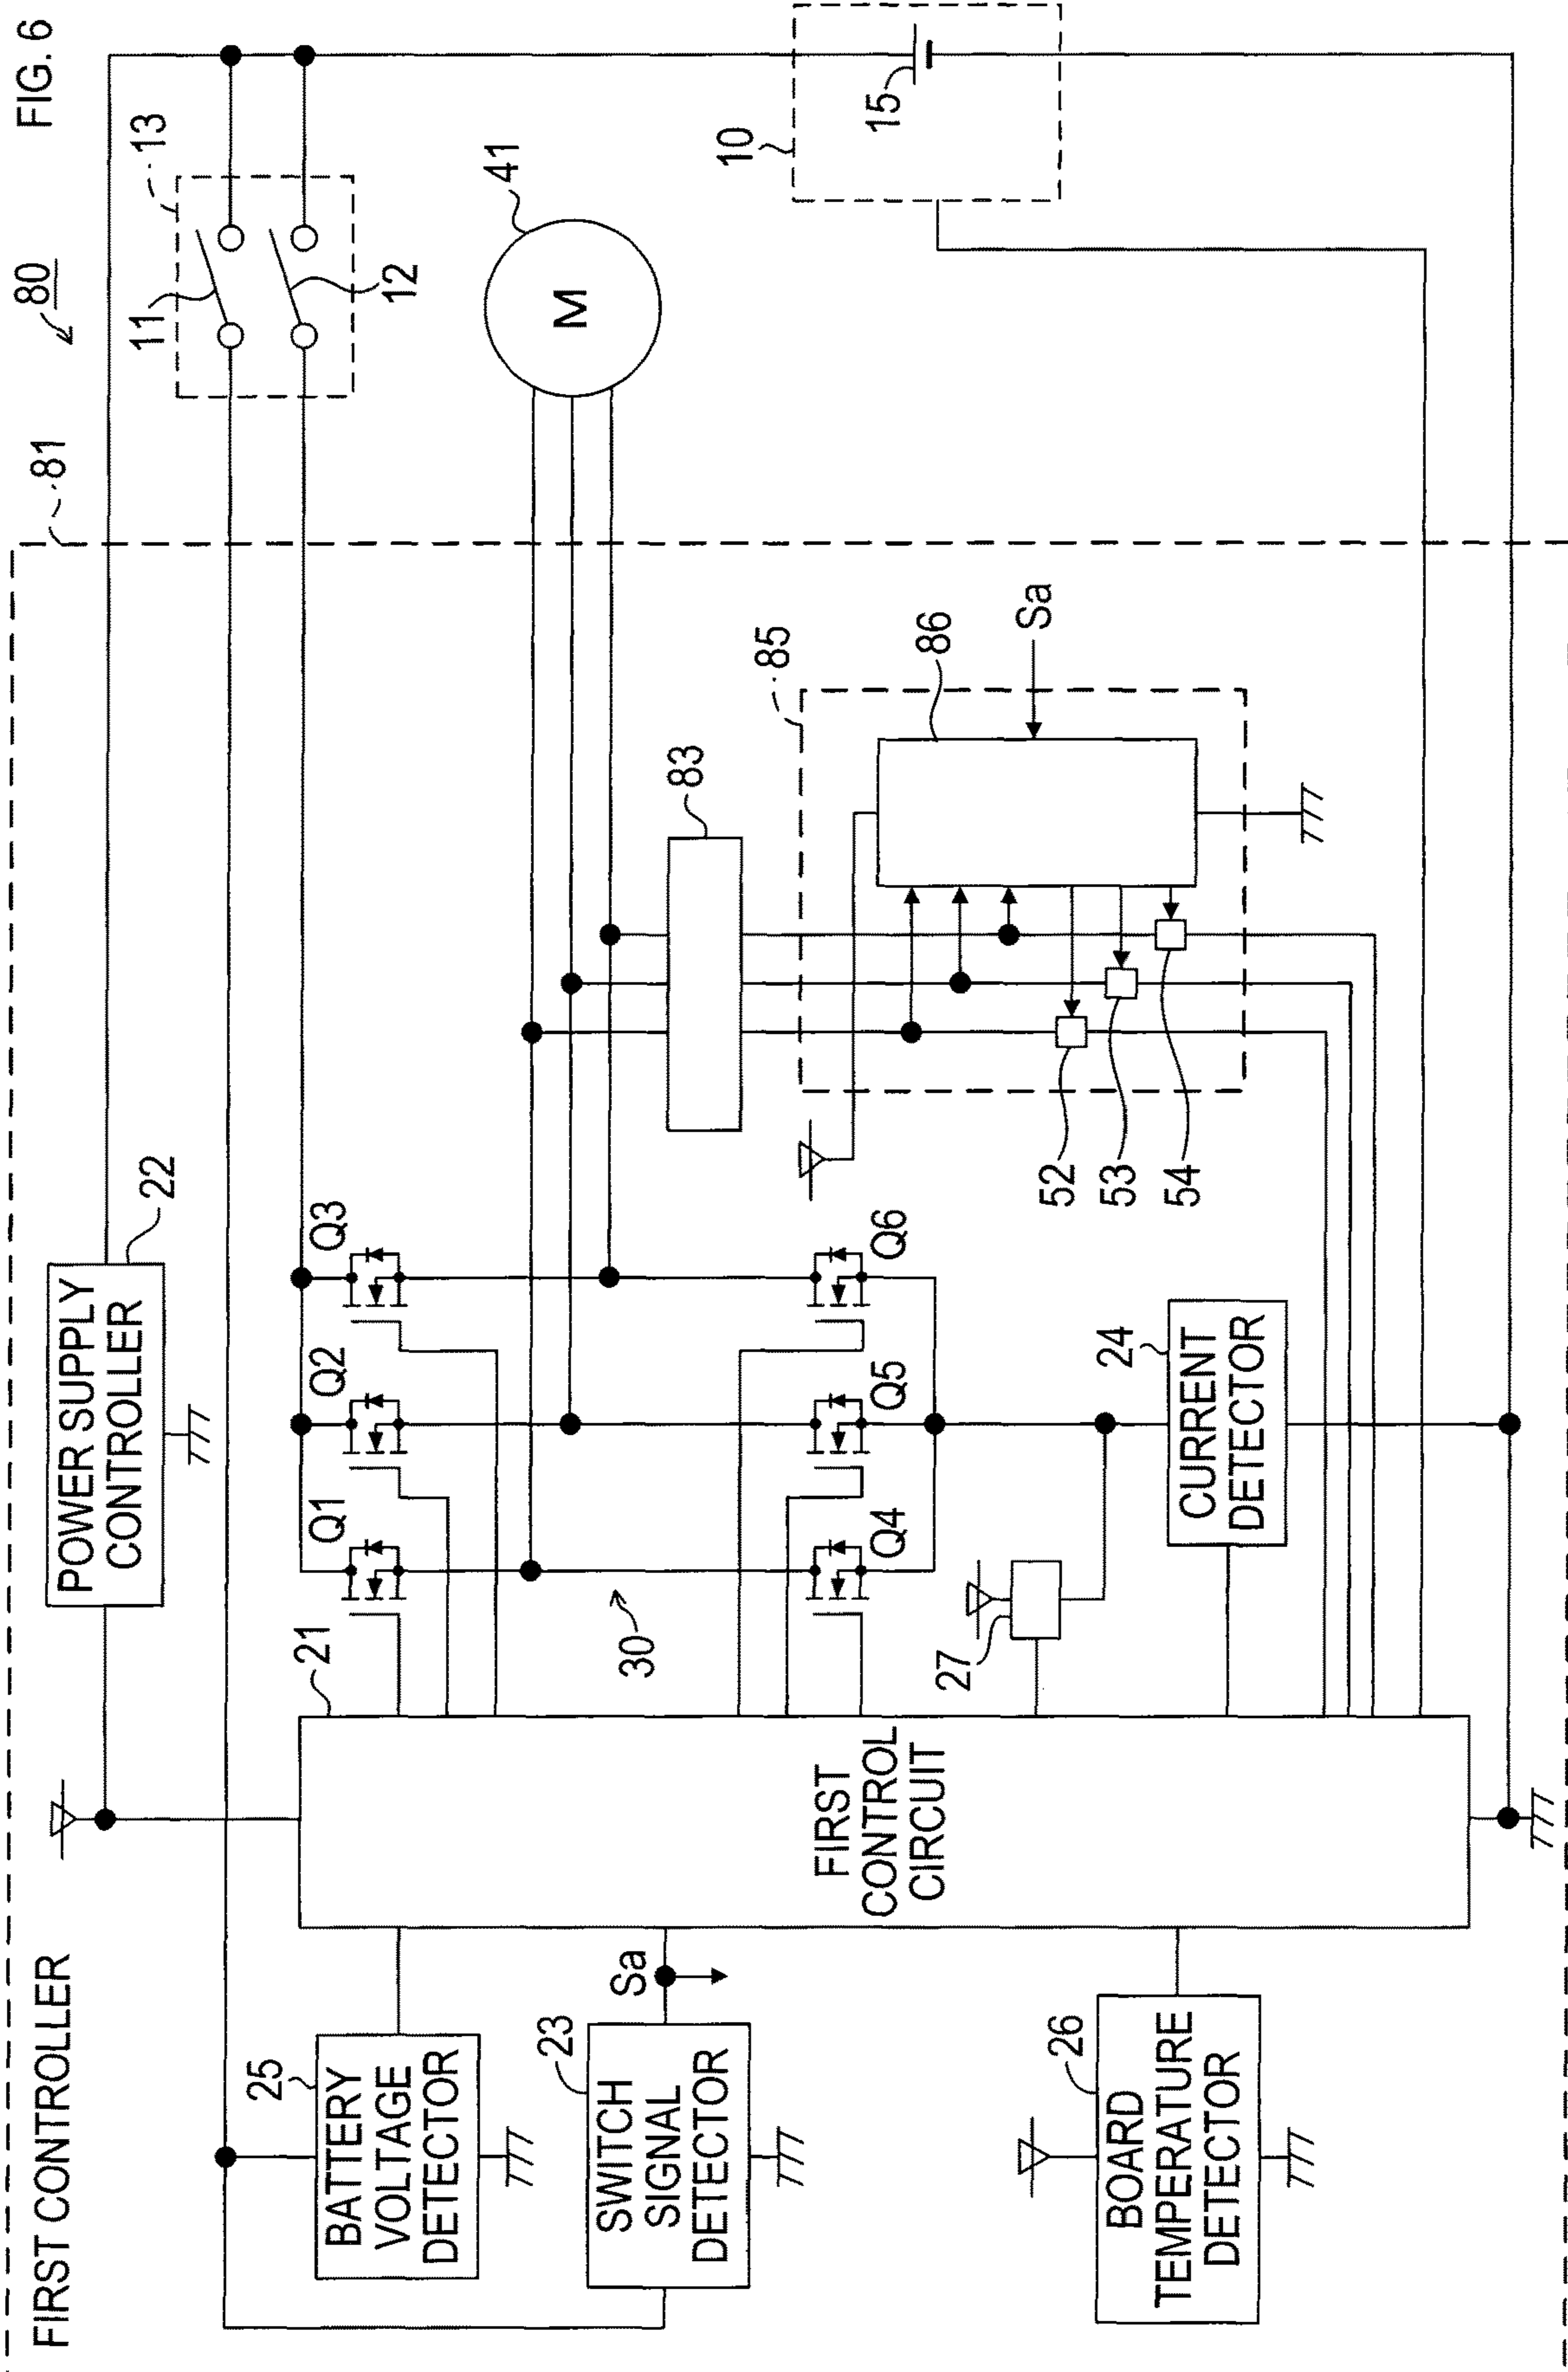 FIG. 6
80
81
FIRST CONTROLLER
POWER SUPPLY
CONTROLLER
22
13
11
12
41
M
10
15
21
Q1
Q2
Q3
30
Q4
Q5
Q6
83
85
86
Sa
52
53
54
27
24
CURRENT
DETECTOR
FIRST
CONTROL
CIRCUIT
25
BATTERY
VOLTAGE
DETECTOR
Sa
23
SWITCH
SIGNAL
DETECTOR
26
BOARD
TEMPERATURE
DETECTOR